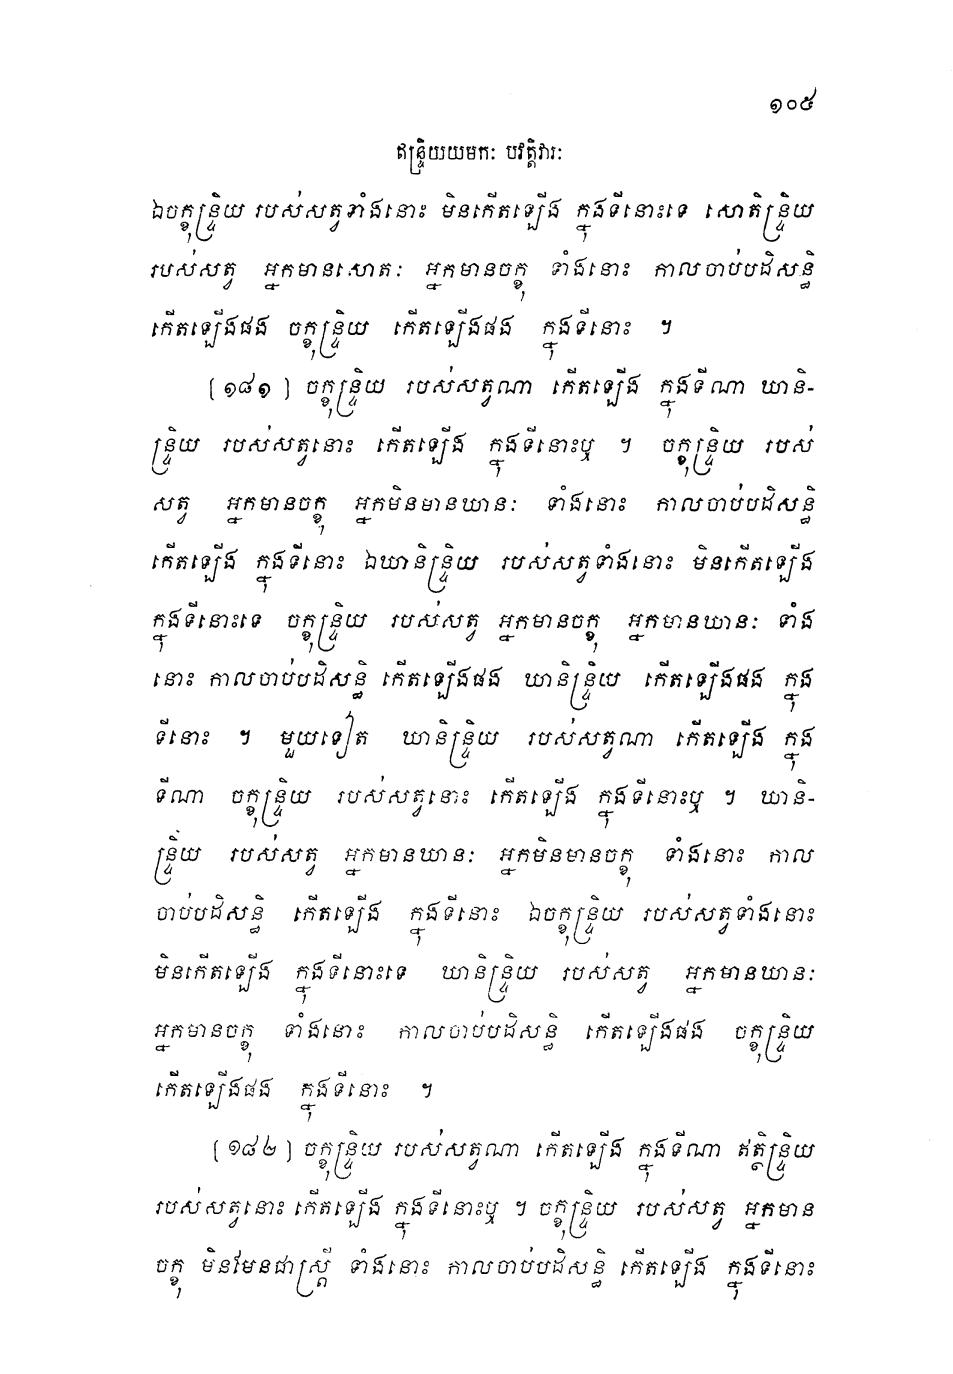 ១០៥
ឥន្ទ្រិយយមកៈ បវត្តិវារៈ
ឯចក្ខុន្ទ្រិយ របស់សត្វទាំងនោះ មិនកើតឡើង ក្នុងទីនោះទេ សោតិន្ទ្រិយ
របស់សត្វ អ្នកមានសោតៈ អ្នកមានចក្ខុ ទាំងនោះ កាលចាប់បដិសន្ធិ
កើតឡើងផង ចក្ខុន្ទ្រិយ កើតឡើងផង ក្នុងទីនោះ ។
[១៨១] ចក្ខុន្ទ្រិយ របស់សត្វណា កើតឡើង ក្នុងទីណា ឃានិ-
ន្ទ្រិយ របស់សត្វនោះ កើតឡើង ក្នុងទីនោះឬ ។ ចក្ខុន្ទ្រិយ របស់
សត្វ អ្នកមានចក្ខុ អ្នកមិនមានឃានៈ ទាំងនោះ កាលចាប់បដិសន្ធិ
កើតឡើង ក្នុងទីនោះ ឯឃានិន្ទ្រិយ របស់សត្វទាំងនោះ មិនកើតឡើង
ក្នុងទីនោះទេ ចក្ខុន្ទ្រិយ របស់សត្វ អ្នកមានចក្ខុ អ្នកមានឃានៈ ទាំង
នោះ កាលចាប់បដិសន្ធិ កើតឡើងផង ឃានិន្ទ្រិយ កើតឡើងផង ក្នុង
ទីនោះ ។ មួយទៀត ឃានិន្ទ្រិយ របស់សត្វណា កើតឡើង ក្នុង
ទីណា ចក្ខុន្ទ្រិយ របស់សត្វនោះ កើតឡើង ក្នុងទីនោះឬ ។ ឃានិ-
ន្ទ្រិយ របស់សត្វ អ្នកមានឃានៈ អ្នកមិនមានចក្ខុ ទាំងនោះ កាល
ចាប់បដិសន្ធិ កើតឡើង ក្នុងទីនោះ ឯចក្ខុន្ទ្រិយ របស់សត្វទាំងនោះ
មិនកើតឡើង ក្នុងទីនោះទេ ឃានិន្ទ្រិយ របស់សត្វ អ្នកមានឃានៈ
អ្នកមានចក្ខុ ទាំងនោះ កាលចាប់បដិសន្ធិ កើតឡើងផង ចក្ខុន្ទ្រិយ
កើតឡើងផង ក្នុងទីនោះ ។
[១៨២] ចក្ខុន្ទ្រិយ របស់សត្វណា កើតឡើង ក្នុងទីណា ឥត្ថិន្ទ្រិយ
របស់សត្វនោះ កើតឡើង ក្នុងទីនោះឬ ។ ចក្ខុន្ទ្រិយ របស់សត្វ អ្នកមាន
ចក្ខុ មិនមែនជាស្ត្រី ទាំងនោះ កាលចាប់បដិសន្ធិ កើតឡើង ក្នុងទីនោះ